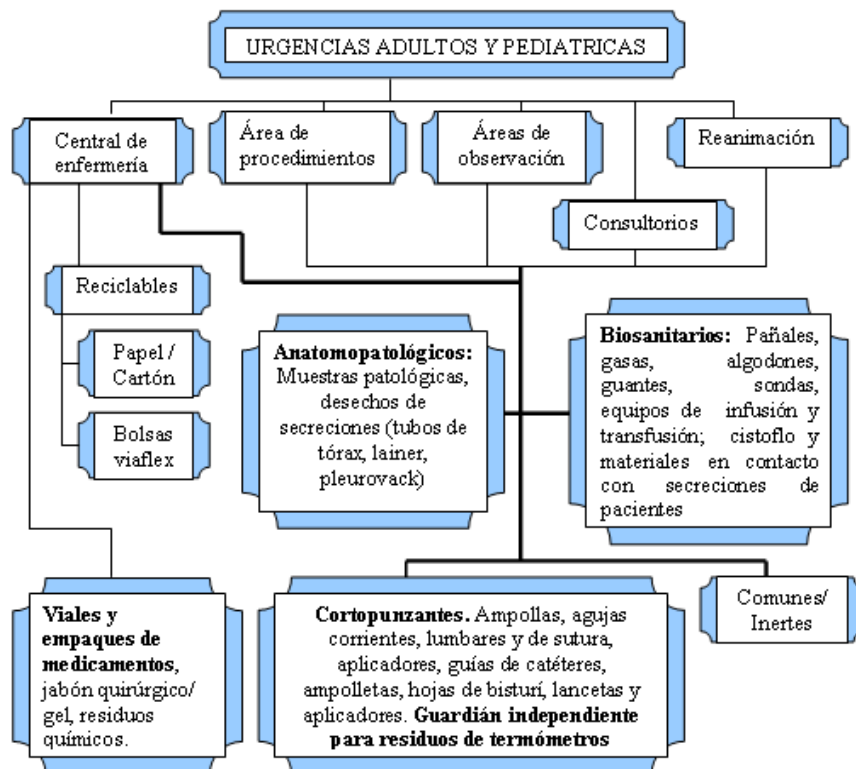 URGENCIAS ADULTOS Y PEDIATRICAS
Central de
enfermería
Área de
procedimientos
Áreas de
observación
Reanimación
Consultorios
Reciclables
Papel /
Cartón
Bolsas
viaflex
Anatomopatológicos:
Muestras patológicas,
desechos de
secreciones (tubos de
tórax, lainer,
pleurovack)
Biosanitarios: Pañales,
gasas, algodones,
guantes, sondas,
equipos de infusión y
transfusión; cistoflo y
materiales en contacto
con secreciones de
pacientes
Viales y
empaques de
medicamentos,
jabón quirúrgico/
gel, residuos
químicos.
Cortopunzantes. Ampollas, agujas
corrientes, lumbares y de sutura,
aplicadores, guías de catéteres,
ampolletas, hojas de bisturí, lancetas y
aplicadores. Guardián independiente
para residuos de termómetros
Comunes/
Inertes